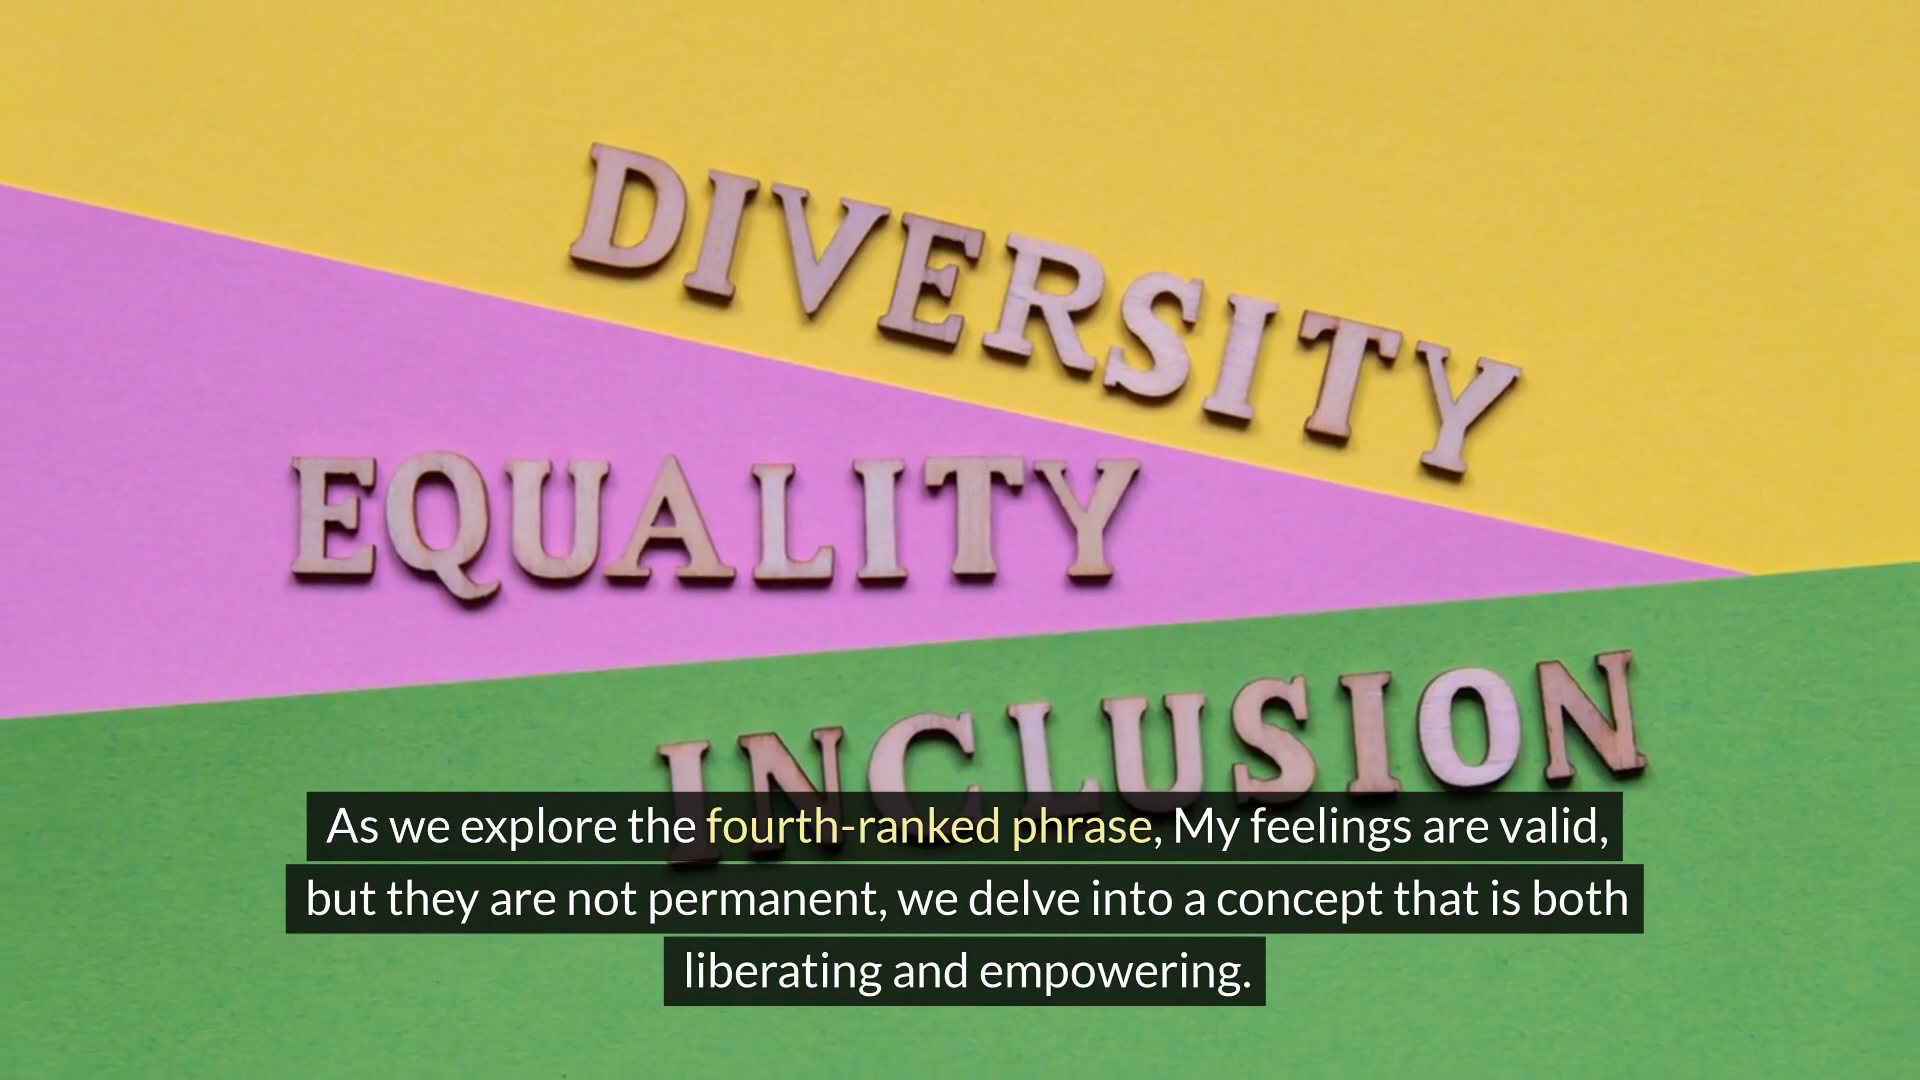 DIVERSITY
EQUALITY
INCLUSION
As we explore the fourth-ranked phrase, My feelings are valid,
but they are not permanent, we delve into a concept that is both
liberating and empowering.